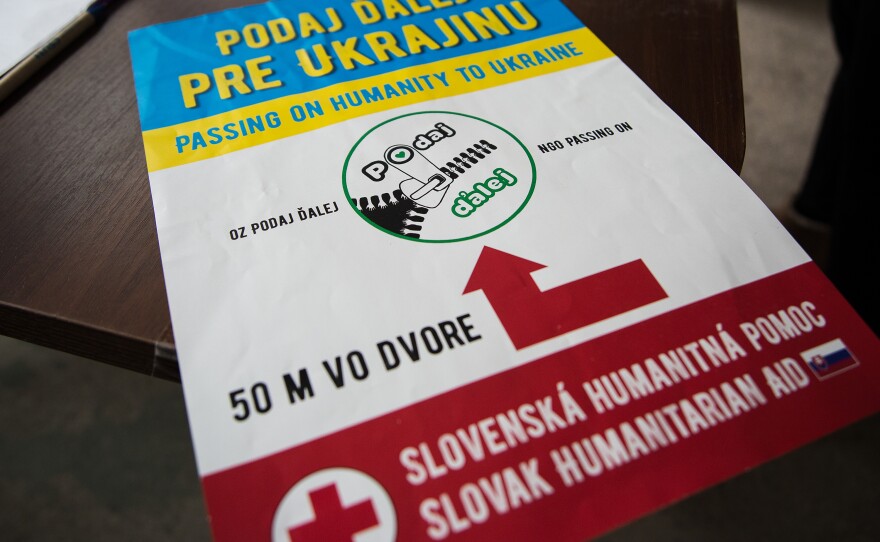 PODAJ ĎALEJ
PRE UKRAJINU
PASSING ON HUMANITY TO UKRAINE
Podaj
ďalej
OZ PODAJ ĎALEJ
NGO PASSING ON
50 M VO DVORE
SLOVENSKÁ HUMANITNÁ POMOC
SLOVAK HUMANITARIAN AID